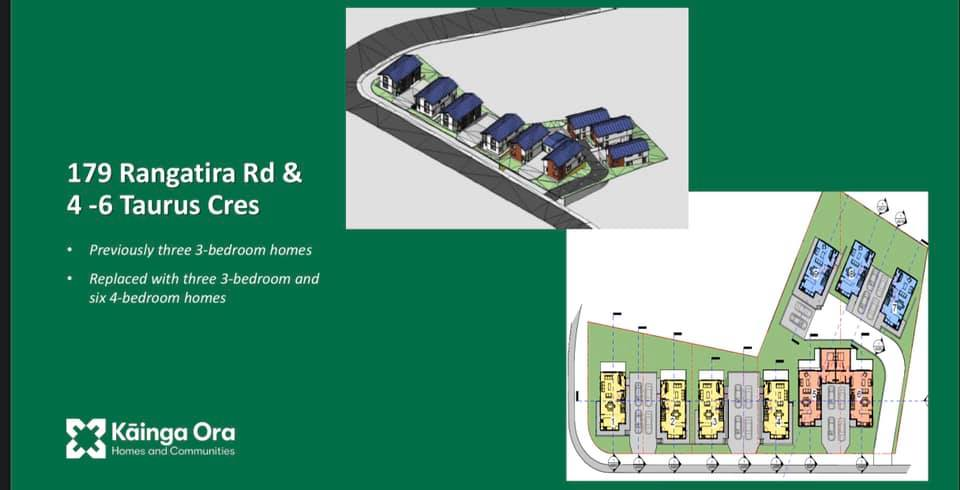 179 Rangatira Rd &
4 -6 Taurus Cres
• Previously three 3-bedroom homes
• Replaced with three 3-bedroom and
six 4-bedroom homes
Kāinga Ora
Homes and Communities